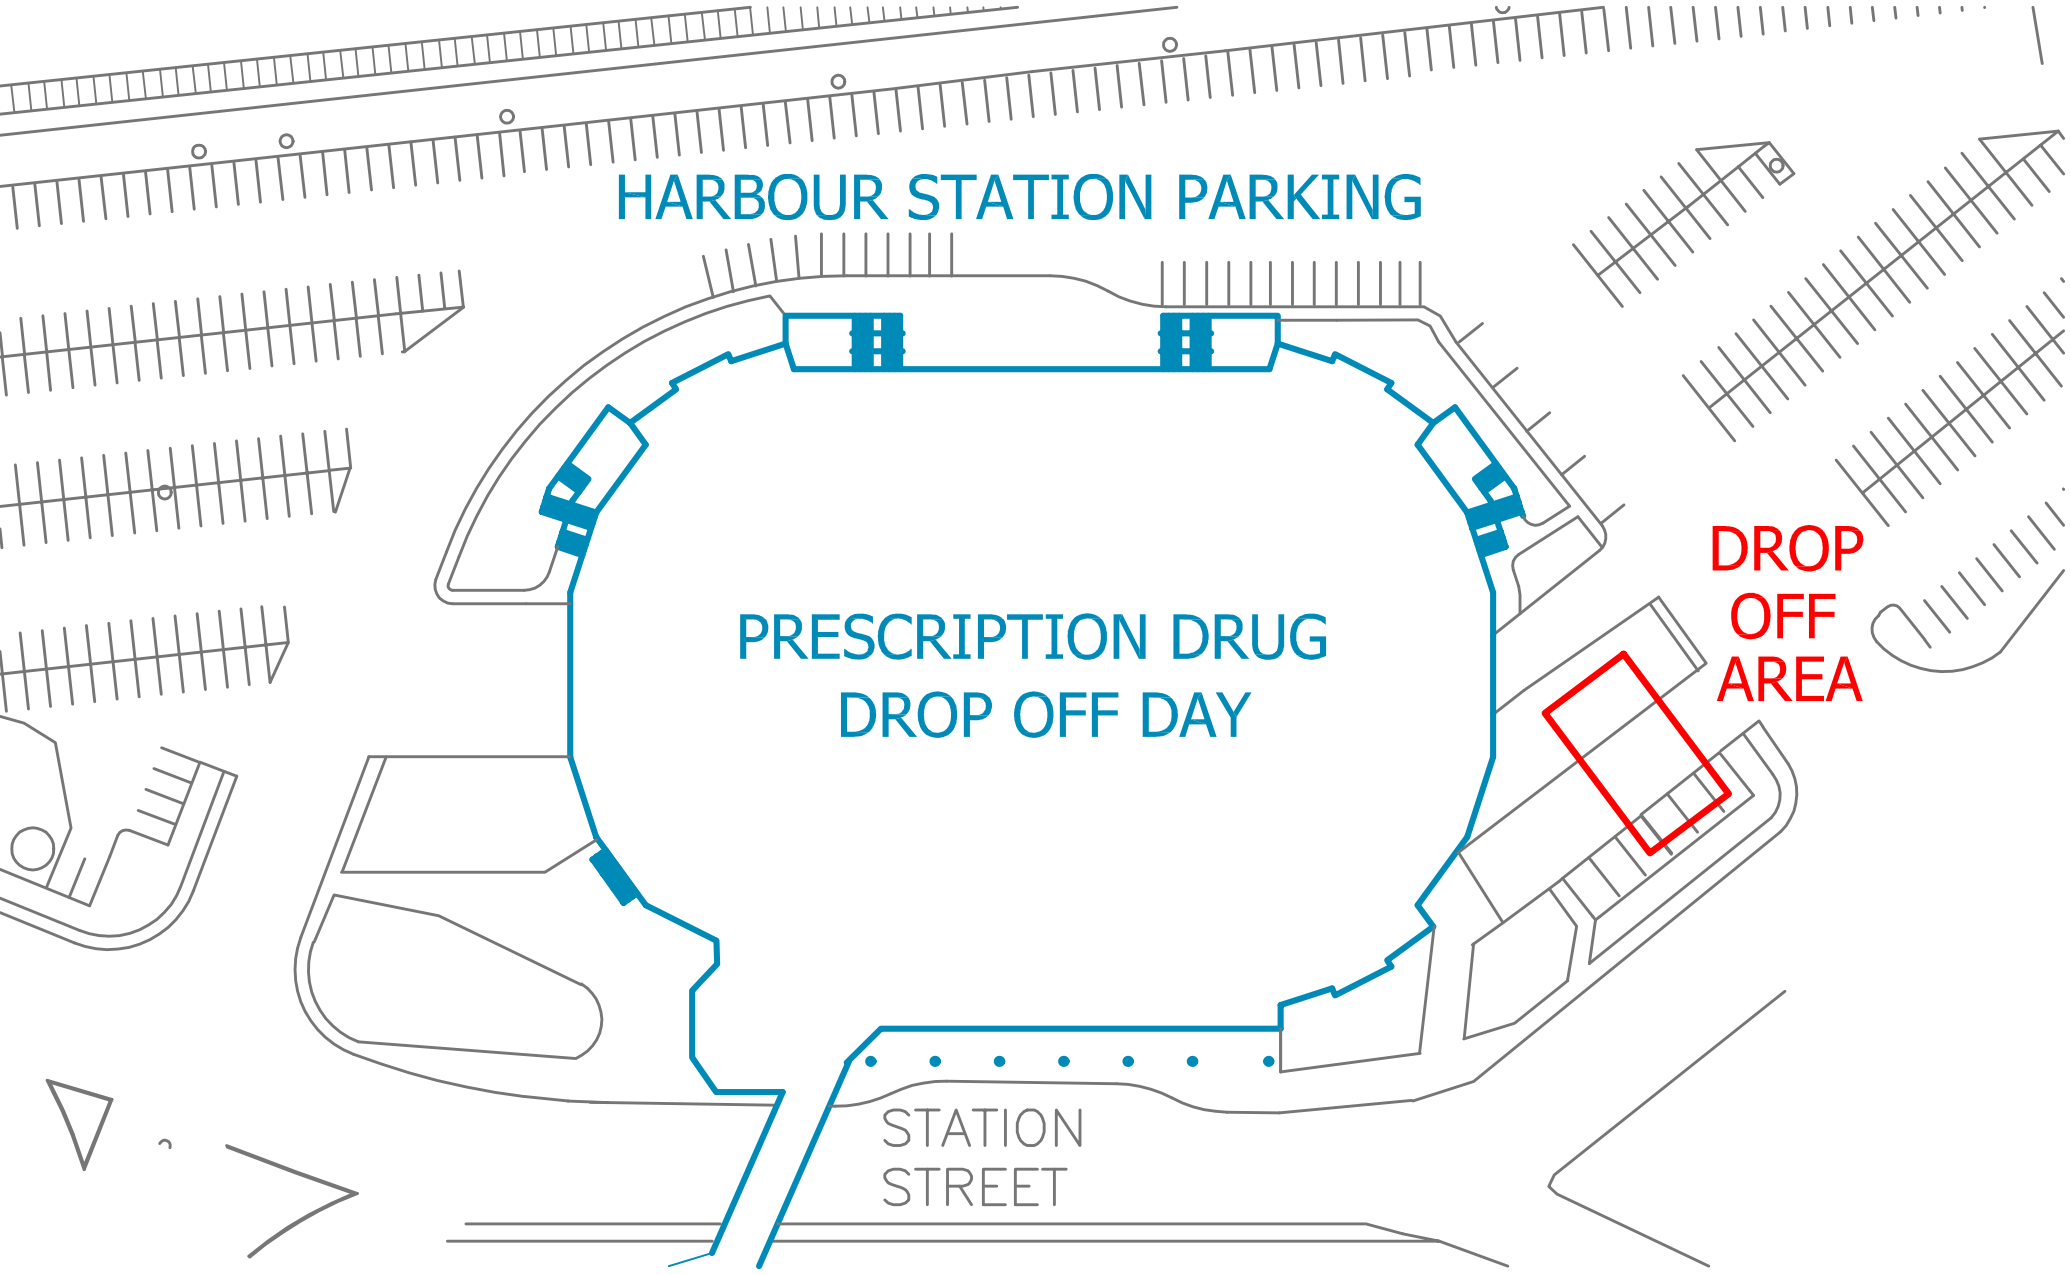 HARBOUR STATION PARKING
DROP
OFF
AREA
PRESCRIPTION DRUG
DROP OFF DAY
STATION
STREET